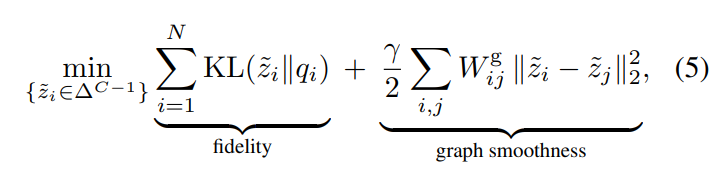 \min_{\{\tilde{z}_i \in \Delta^{C-1}\}} \underbrace{\sum_{i=1}^{N} \mathrm{KL}(\tilde{z}_i \| q_i)}_{\text{fidelity}} + \underbrace{\frac{\gamma}{2} \sum_{i,j} W_{ij}^{\mathrm{g}} \, \|\tilde{z}_i - \tilde{z}_j\|_2^2}_{\text{graph smoothness}}, \quad (5)